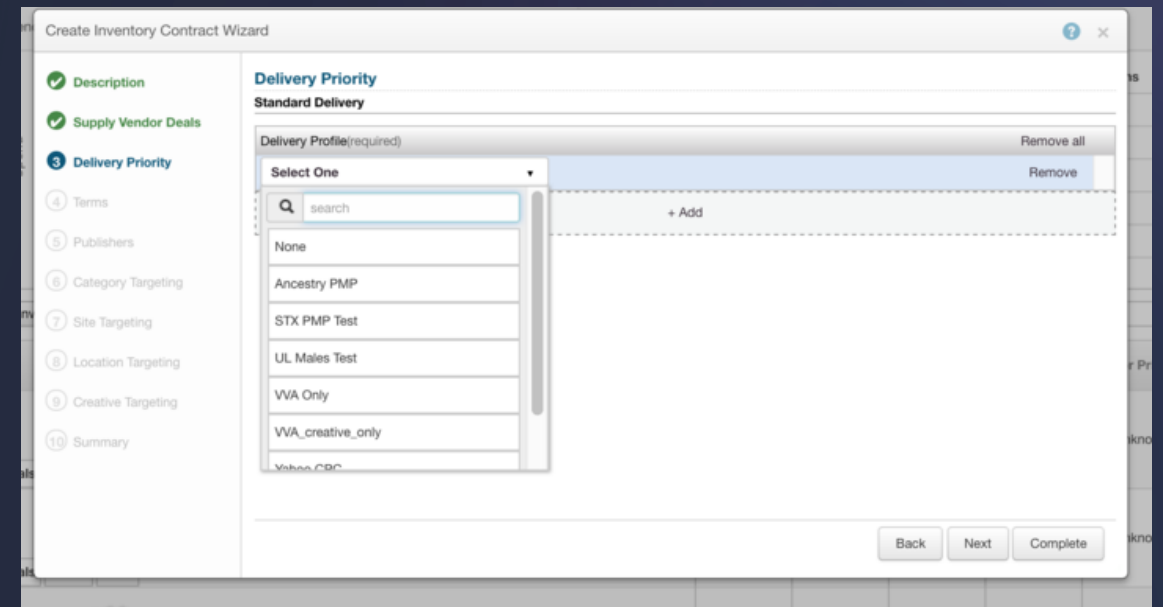 Create Inventory Contract Wizard
?
Description
Supply Vendor Deals
3 Delivery Priority
4 Terms
5 Publishers
6 Category Targeting
7 Site Targeting
8 Location Targeting
9 Creative Targeting
10 Summary
Delivery Priority
Standard Delivery
Delivery Profile(required) Remove all
Select One Remove
search
+ Add
None
Ancestry PMP
STX PMP Test
UL Males Test
VVA Only
VVA_creative_only
Yahoo CPC
Back Next Complete